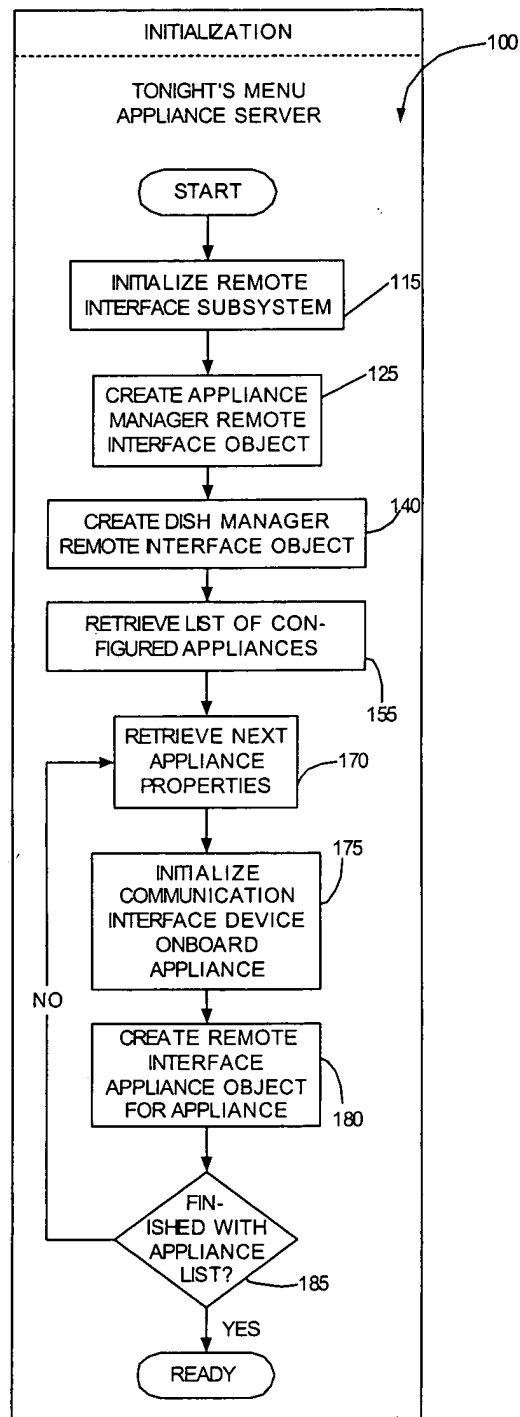 INITIALIZATION
100
TONIGHT'S MENU
APPLIANCE SERVER
START
INITIALIZE REMOTE
INTERFACE SUBSYSTEM
115
125
CREATE APPLIANCE
MANAGER REMOTE
INTERFACE OBJECT
CREATE DISH MANAGER
REMOTE INTERFACE OBJECT
140
RETRIEVE LIST OF CON-
FIGURED APPLIANCES
155
RETRIEVE NEXT
APPLIANCE
PROPERTIES
170
175
INITIALIZE
COMMUNICATION
INTERFACE DEVICE
ONBOARD
APPLIANCE
NO
CREATE REMOTE
INTERFACE
APPLIANCE OBJECT
FOR APPLIANCE
180
FIN-
ISHED WITH
APPLIANCE
LIST?
185
YES
READY